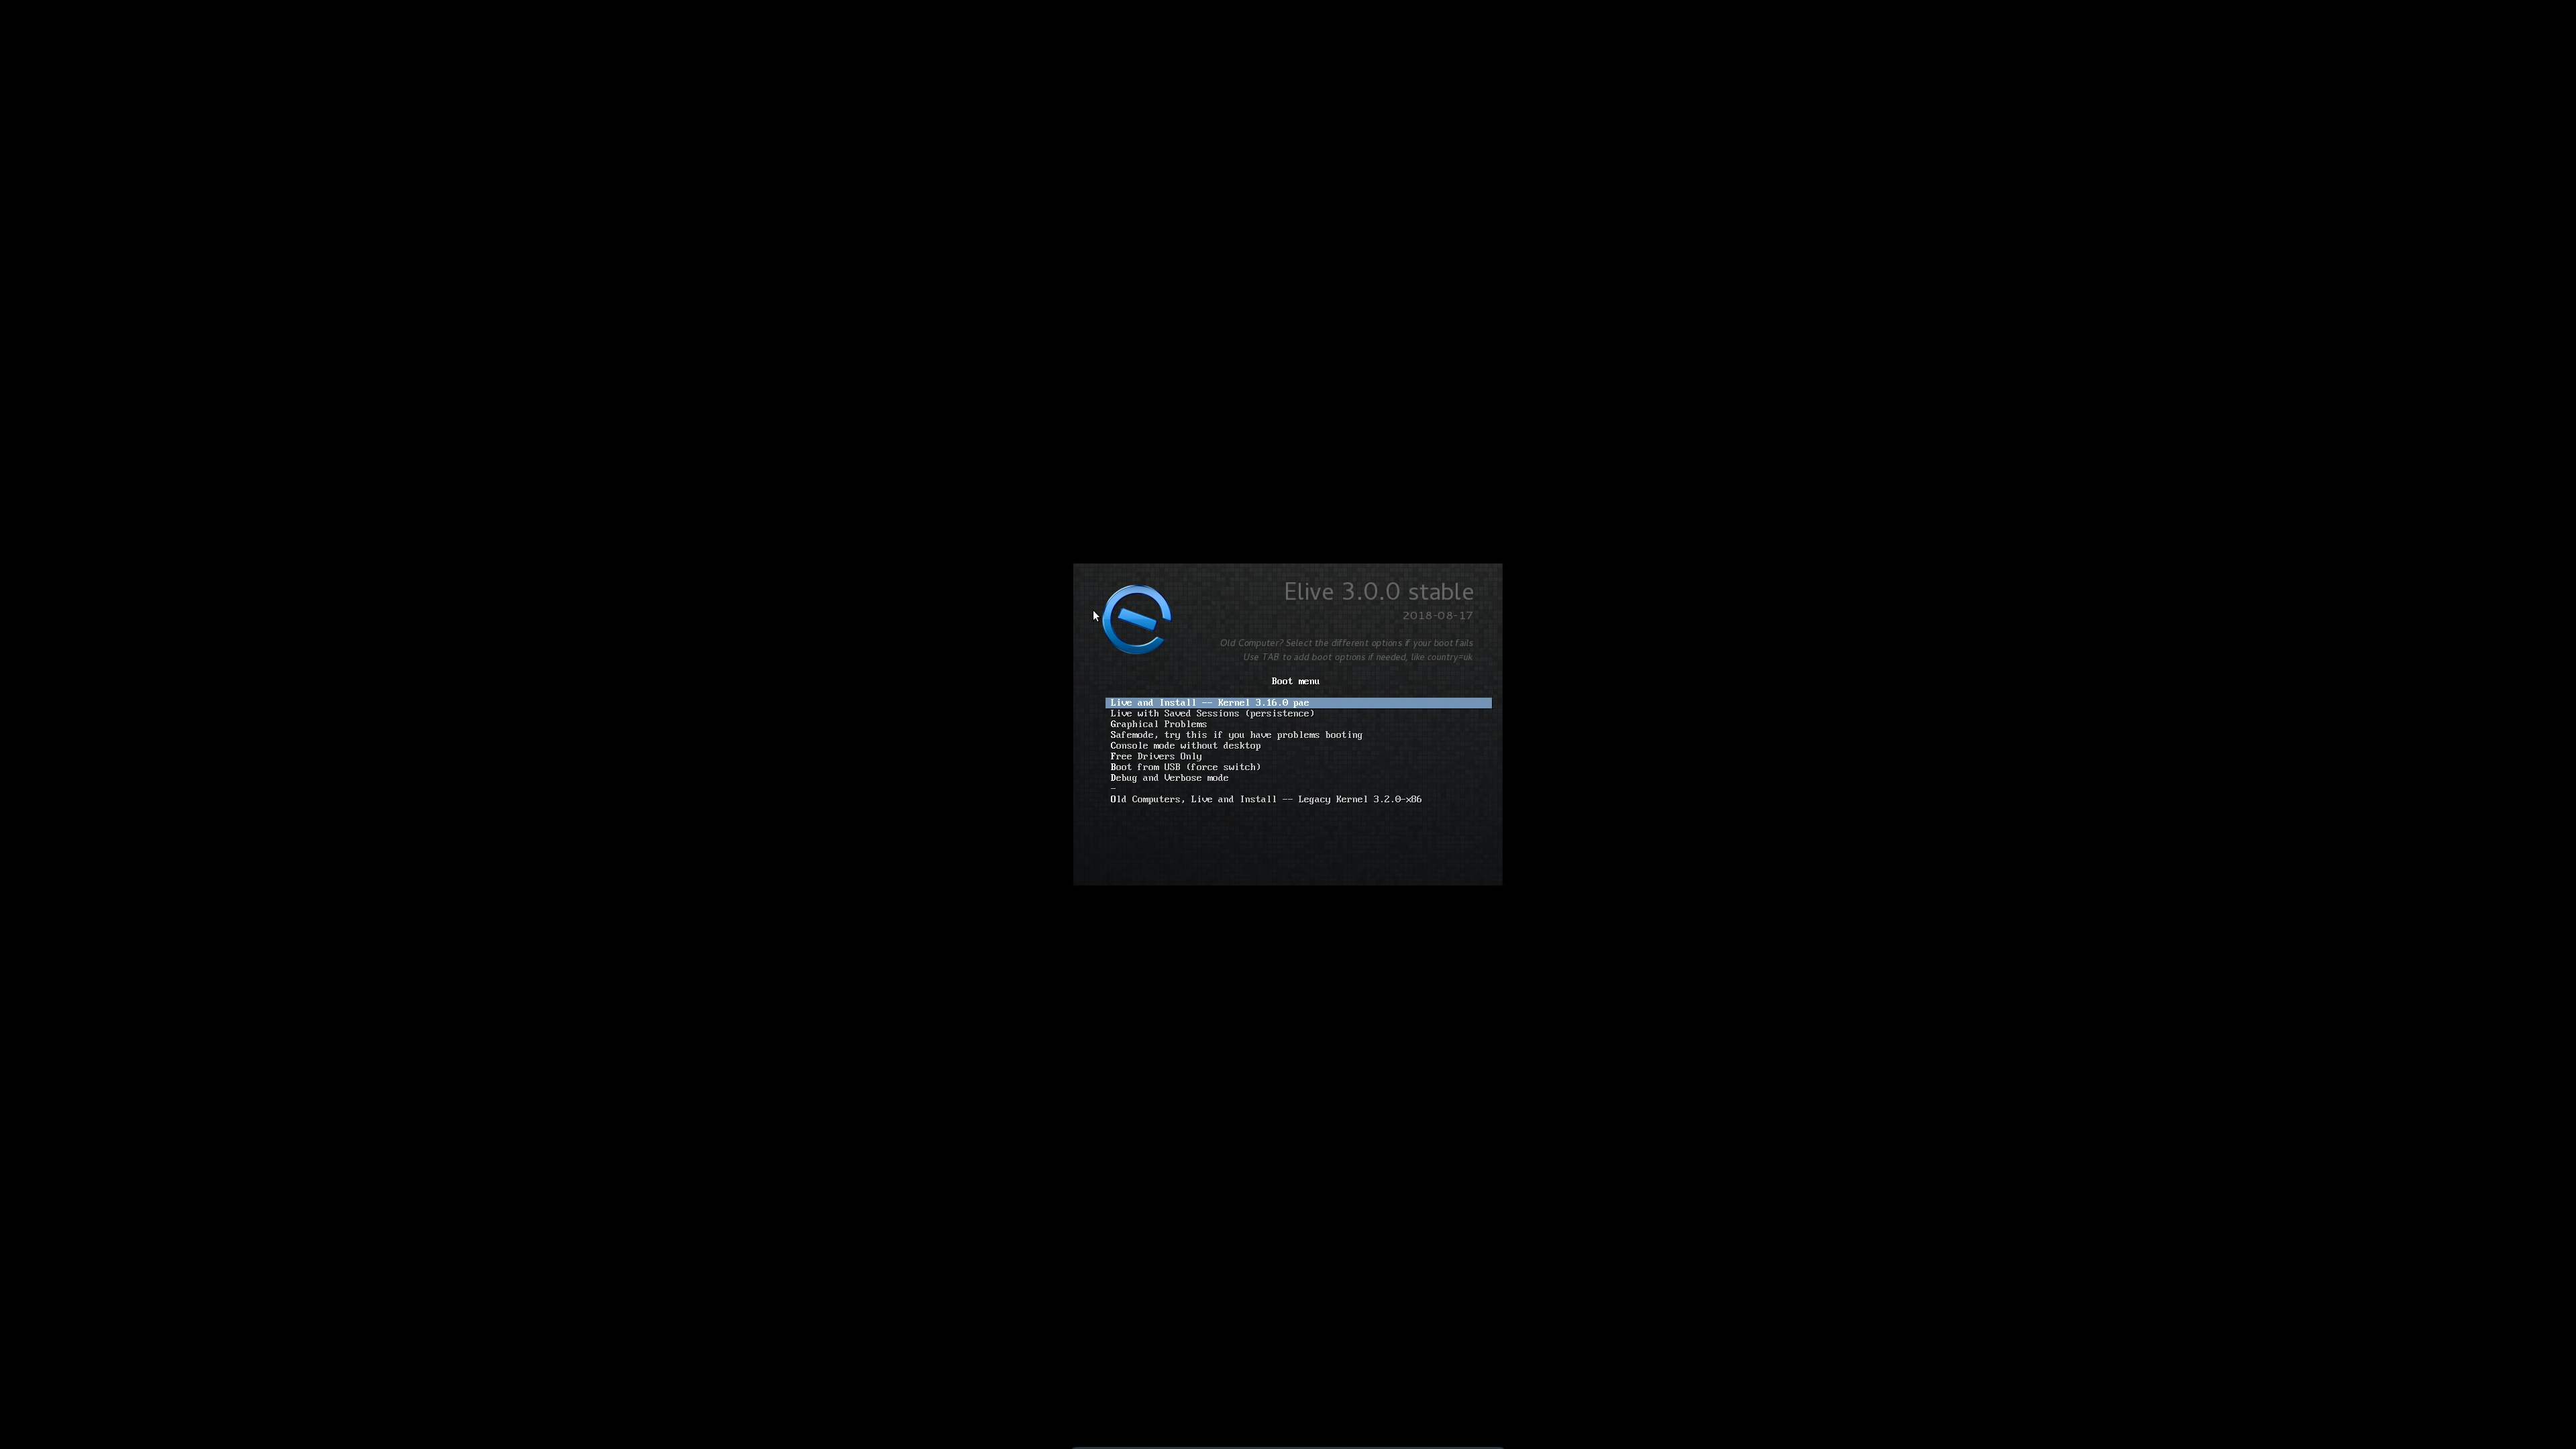 Elive 3.0.0 stable
2018-08-17
Old Computer? Select the different options if your boot fails
Use TAB to add boot options if needed, like country=uk
Boot menu
Live and Install -- Kernel 3.16.0 pae
Live with Saved Sessions (persistence)
Graphical Problems
Safemode, try this if you have problems booting
Console mode without desktop
Free Drivers Only
Boot from USB (force switch)
Debug and Verbose mode
-
Old Computers, Live and Install -- Legacy Kernel 3.2.0-x86